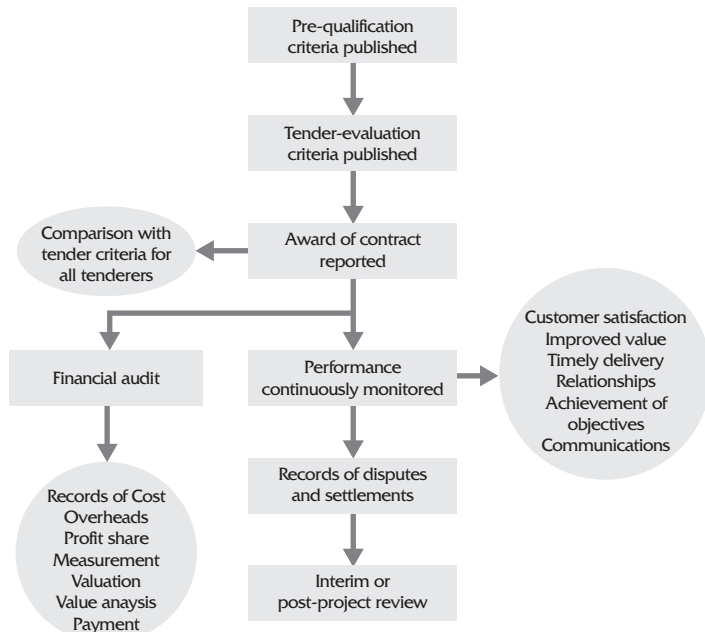 Pre-qualification
criteria published
Tender-evaluation
criteria published
Comparison with
tender criteria for
all tenderers
Award of contract
reported
Financial audit
Performance
continuously monitored
Customer satisfaction
Improved value
Timely delivery
Relationships
Achievement of
objectives
Communications
Records of Cost
Overheads
Profit share
Measurement
Valuation
Value anaysis
Payment
Records of disputes
and settlements
Interim or
post-project review